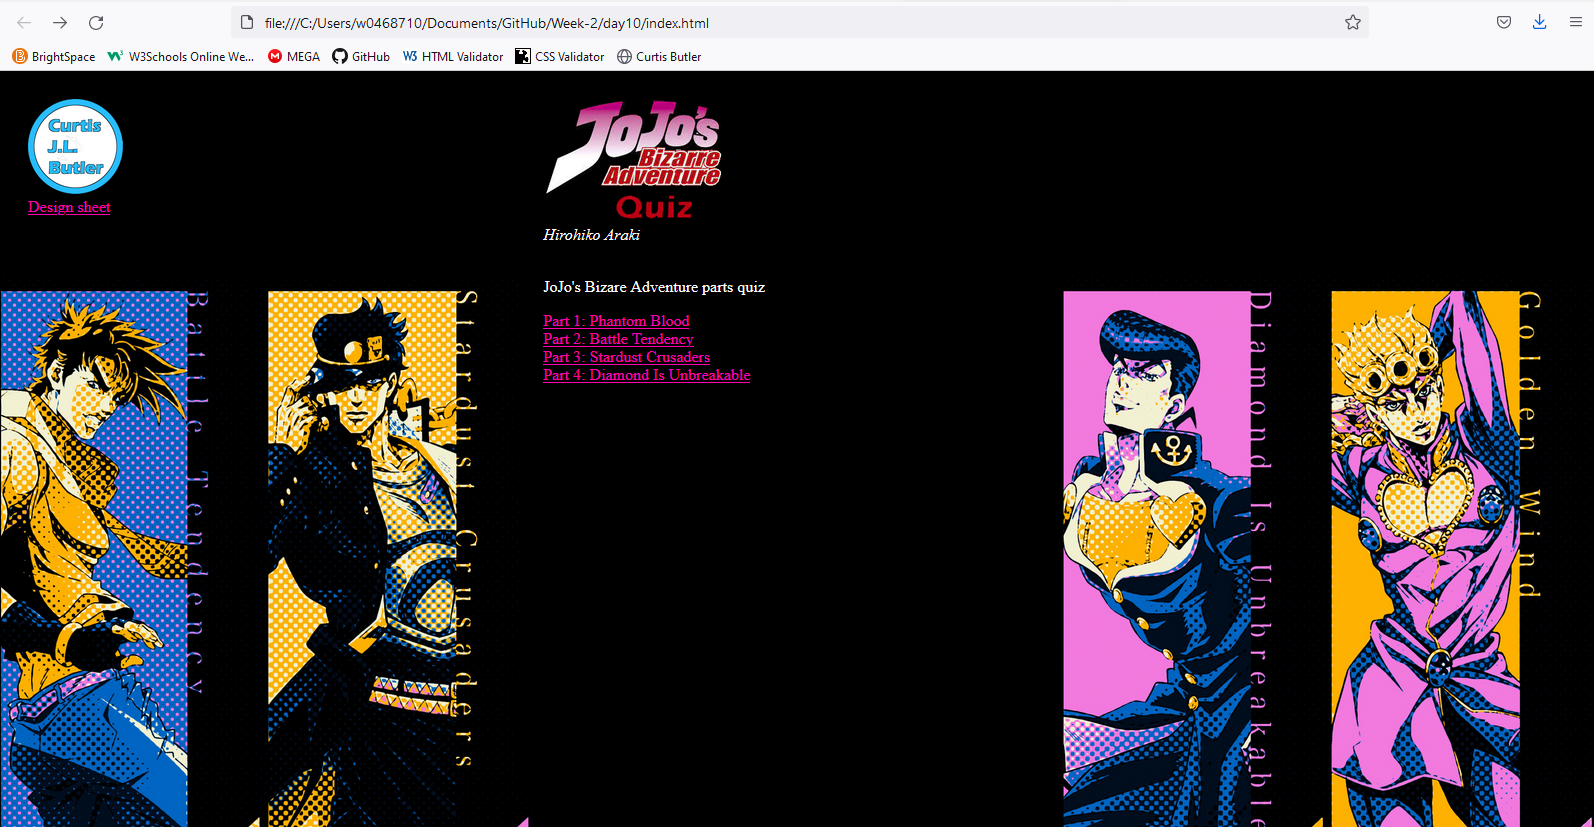 file:///C:/Users/w0468710/Documents/GitHub/Week-2/day10/index.html
BrightSpace W3Schools Online We... MEGA GitHub HTML Validator CSS Validator Curtis Butler
Curtis
J.L.
Butler
Design sheet
JoJo's
Bizarre
Adventure
Quiz
Hirohiko Araki
JoJo's Bizare Adventure parts quiz
Part 1: Phantom Blood
Part 2: Battle Tendency
Part 3: Stardust Crusaders
Part 4: Diamond Is Unbreakable
Battle Tendency
Stardust Crusaders
Diamond Is Unbreakable
Golden Wind